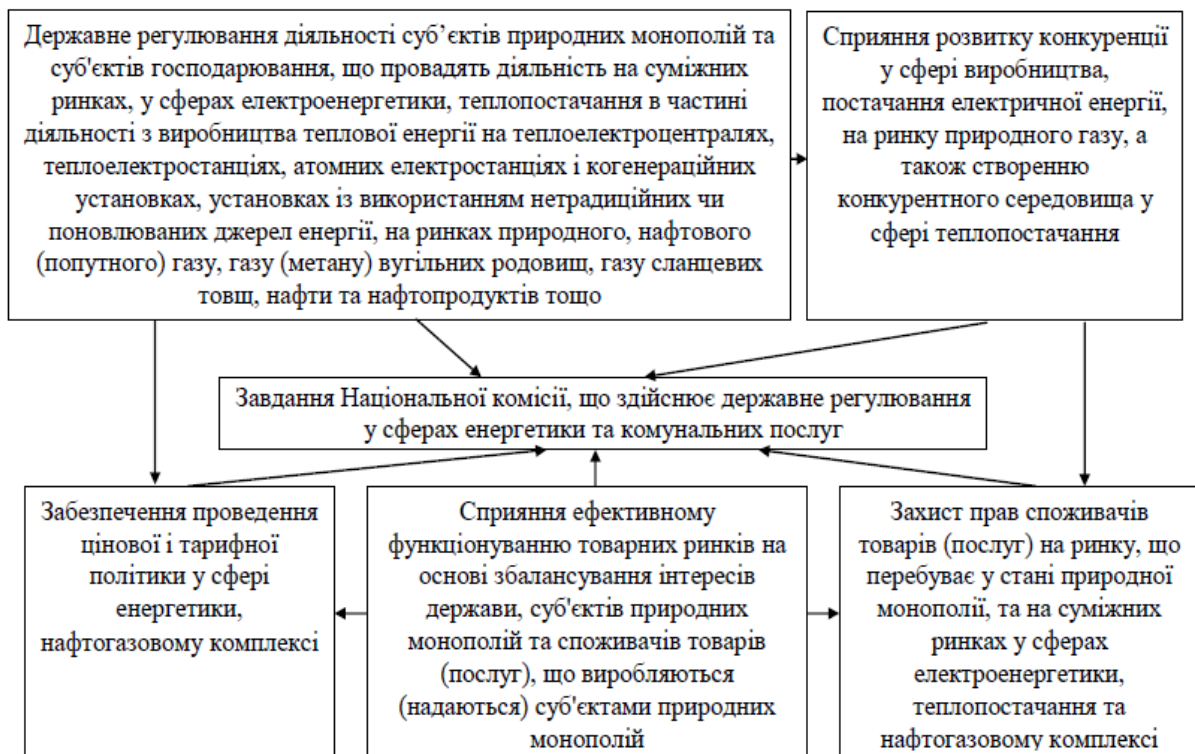 Державне регулювання діяльності суб’єктів природних монополій та
суб'єктів господарювання, що провадять діяльність на суміжних
ринках, у сферах електроенергетики, теплопостачання в частині
діяльності з виробництва теплової енергії на теплоелектроцентралях,
теплоелектростанціях, атомних електростанціях і когенераційних
установках, установках із використанням нетрадиційних чи
поновлюваних джерел енергії, на ринках природного, нафтового
(попутного) газу, газу (метану) вугільних родовищ, газу сланцевих
товщ, нафти та нафтопродуктів тощо
Сприяння розвитку конкуренції
у сфері виробництва,
постачання електричної енергії,
на ринку природного газу, а
також створенню
конкурентного середовища у
сфері теплопостачання
Завдання Національної комісії, що здійснює державне регулювання
у сферах енергетики та комунальних послуг
Забезпечення проведення
цінової і тарифної
політики у сфері
енергетики,
нафтогазовому комплексі
Сприяння ефективному
функціонуванню товарних ринків на
основі збалансування інтересів
держави, суб'єктів природних
монополій та споживачів товарів
(послуг), що виробляються
(надаються) суб'єктами природних
монополій
Захист прав споживачів
товарів (послуг) на ринку, що
перебуває у стані природної
монополії, та на суміжних
ринках у сферах
електроенергетики,
теплопостачання та
нафтогазовому комплексі